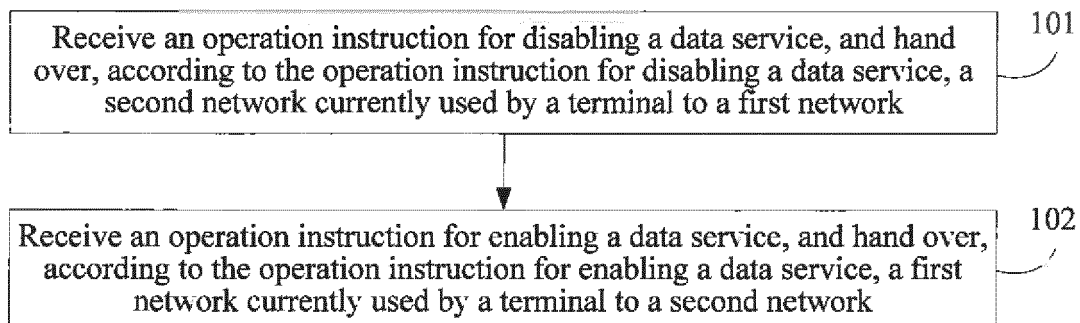 Receive an operation instruction for disabling a data service, and hand
over, according to the operation instruction for disabling a data service, a
second network currently used by a terminal to a first network
101
Receive an operation instruction for enabling a data service, and hand over,
according to the operation instruction for enabling a data service, a first
network currently used by a terminal to a second network
102